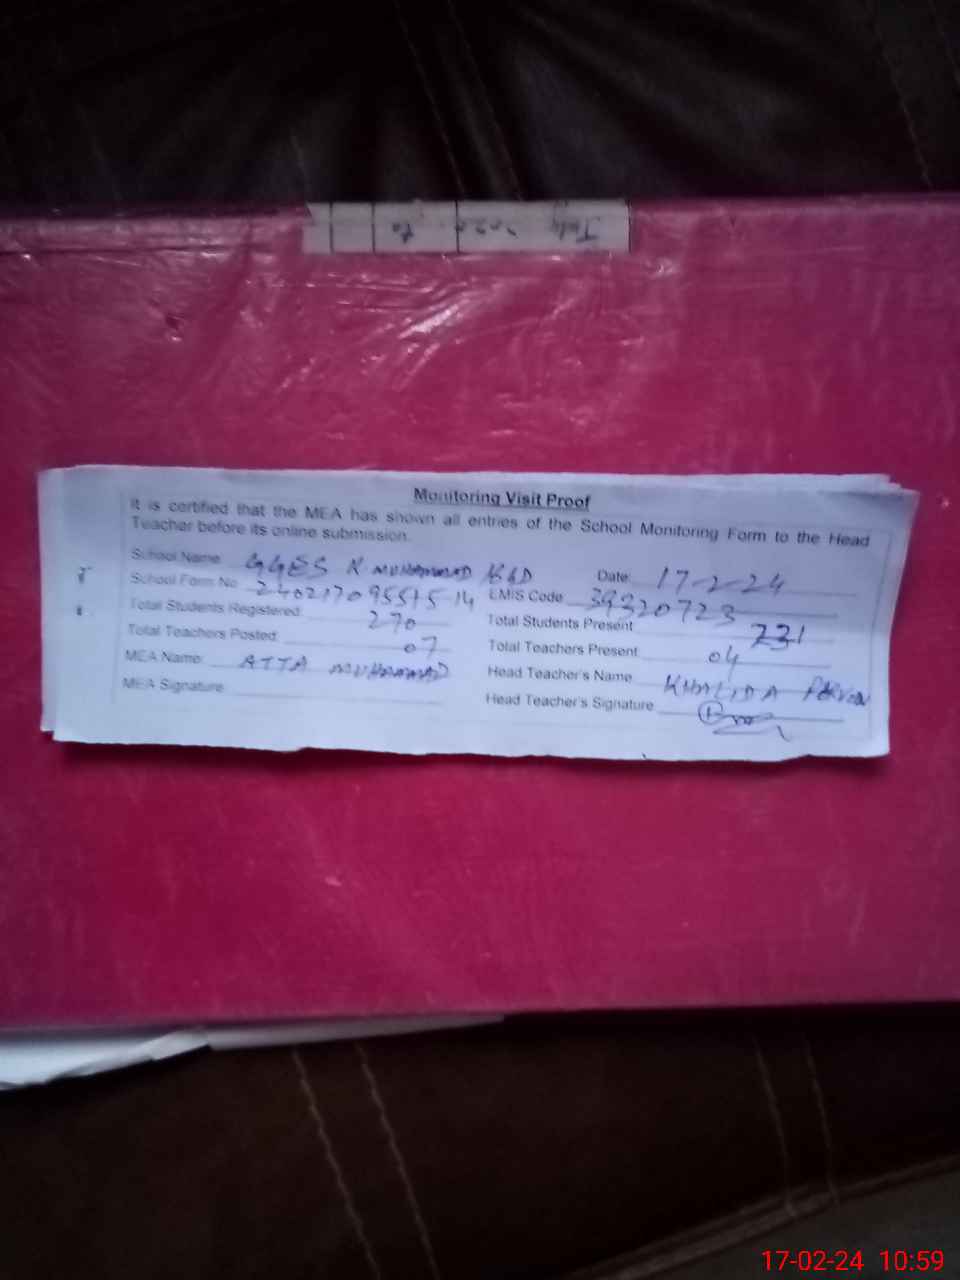 Monitoring Visit Proof
It is certified that the MEA has shown all entries of the School Monitoring Form to the Head
Teacher before its online submission.
School Name GGES K MUHAMMAD Date: 17-2-24
School Form No EMIS Code 39320723
Total Students Registered: 270 Total Students Present 231
Total Teachers Posted: 07 Total Teachers Present 04
MEA Name: ATTA MUHAMMAD Head Teacher's Name KHALIDA
MEA Signature Head Teacher's Signature
17-02-24 10:59